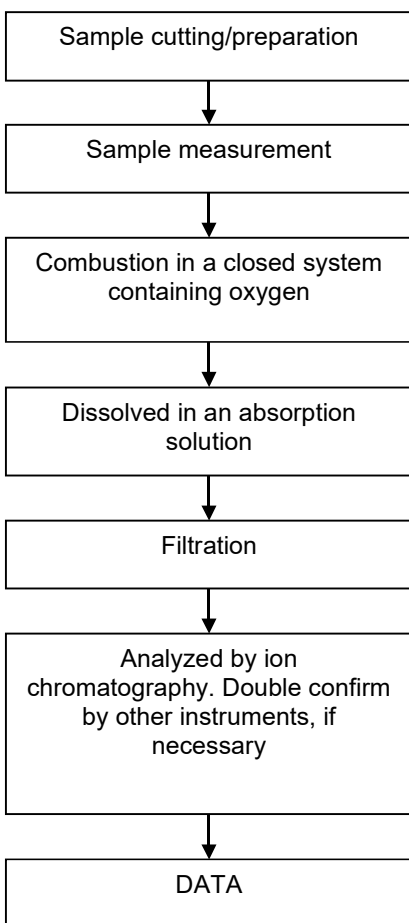 Sample cutting/preparation
Sample measurement
Combustion in a closed system
containing oxygen
Dissolved in an absorption
solution
Filtration
Analyzed by ion
chromatography. Double confirm
by other instruments, if
necessary
DATA